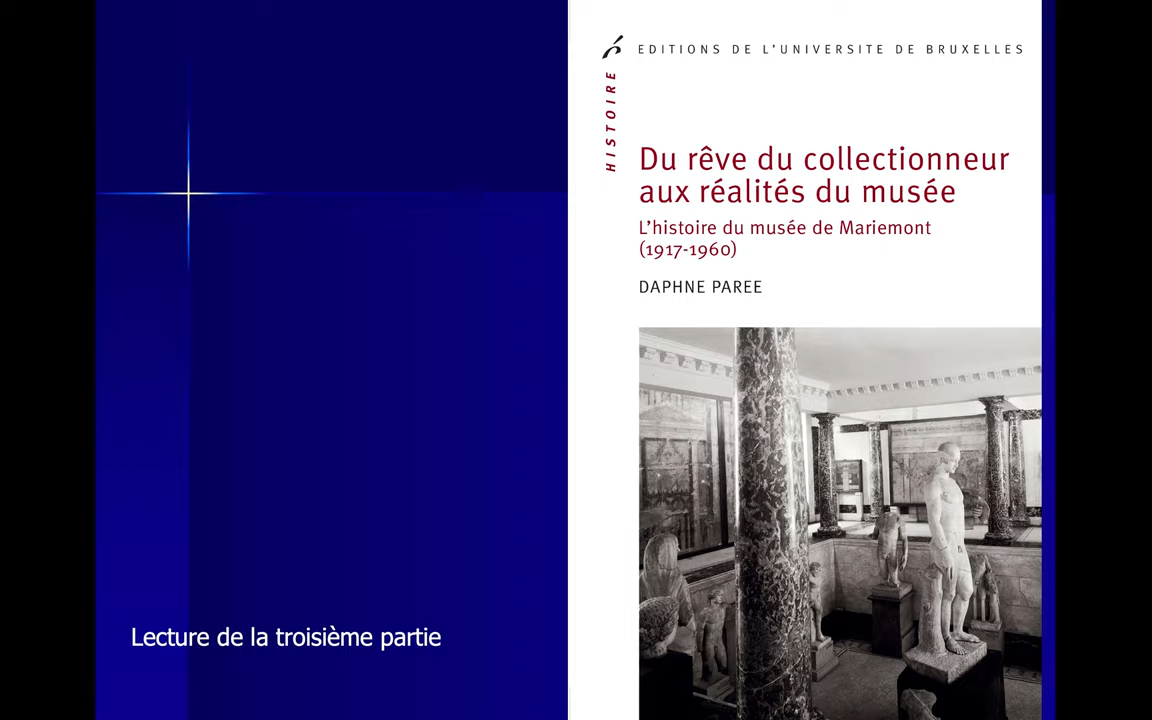 EDITIONS DE L'UNIVERSITE DE BRUXELLES
HISTOIRE
Du rêve du collectionneur
aux réalités du musée
L'histoire du musée de Mariemont
(1917-1960)
DAPHNE PAREE
Lecture de la troisième partie